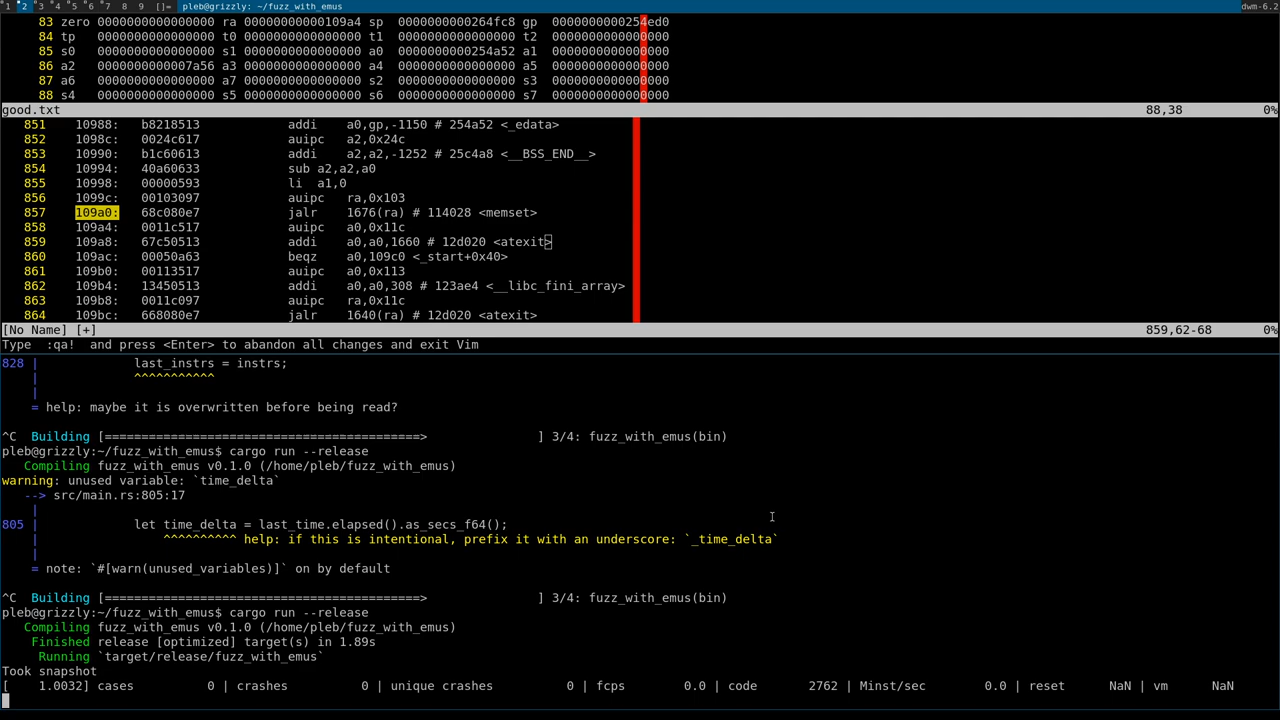 1 2 3 4 5 6 7 8 9 []= pleb@grizzly: ~/fuzz_with_emus dwm-6.2
83 zero 0000000000000000 ra 00000000000109a4 sp 0000000000264fc8 gp 0000000000254ed0
84 tp 0000000000000000 t0 0000000000000000 t1 0000000000000000 t2 0000000000000000
85 s0 0000000000000000 s1 0000000000000000 a0 0000000000254a52 a1 0000000000000000
86 a2 0000000000007a56 a3 0000000000000000 a4 0000000000000000 a5 0000000000000000
87 a6 0000000000000000 a7 0000000000000000 s2 0000000000000000 s3 0000000000000000
88 s4 0000000000000000 s5 0000000000000000 s6 0000000000000000 s7 0000000000000000
good.txt 88,38 0%
851 10988: b8218513 addi a0,gp,-1150 # 254a52 <_edata>
852 1098c: 0024c617 auipc a2,0x24c
853 10990: b1c60613 addi a2,a2,-1252 # 25c4a8 <__BSS_END__>
854 10994: 40a60633 sub a2,a2,a0
855 10998: 00000593 li a1,0
856 1099c: 00103097 auipc ra,0x103
857 109a0: 68c080e7 jalr 1676(ra) # 114028 <memset>
858 109a4: 0011c517 auipc a0,0x11c
859 109a8: 67c50513 addi a0,a0,1660 # 12d020 <atexit>
860 109ac: 00050a63 beqz a0,109c0 <_start+0x40>
861 109b0: 00113517 auipc a0,0x113
862 109b4: 13450513 addi a0,a0,308 # 123ae4 <__libc_fini_array>
863 109b8: 0011c097 auipc ra,0x11c
864 109bc: 668080e7 jalr 1640(ra) # 12d020 <atexit>
[No Name] [+] 859,62-68 0%
Type :qa! and press <Enter> to abandon all changes and exit Vim
828 | last_instrs = instrs;
| ^^^^^^^^^^^
|
= help: maybe it is overwritten before being read?
^C Building [===========================================> ] 3/4: fuzz_with_emus(bin)
pleb@grizzly:~/fuzz_with_emus$ cargo run --release
Compiling fuzz_with_emus v0.1.0 (/home/pleb/fuzz_with_emus)
warning: unused variable: `time_delta`
--> src/main.rs:805:17
|
805 | let time_delta = last_time.elapsed().as_secs_f64();
| ^^^^^^^^^^ help: if this is intentional, prefix it with an underscore: `_time_delta`
|
= note: `#[warn(unused_variables)]` on by default
^C Building [===========================================> ] 3/4: fuzz_with_emus(bin)
pleb@grizzly:~/fuzz_with_emus$ cargo run --release
Compiling fuzz_with_emus v0.1.0 (/home/pleb/fuzz_with_emus)
Finished release [optimized] target(s) in 1.89s
Running `target/release/fuzz_with_emus`
Took snapshot
[ 1.0032] cases 0 | crashes 0 | unique crashes 0 | fcps 0.0 | code 2762 | Minst/sec 0.0 | reset NaN | vm NaN